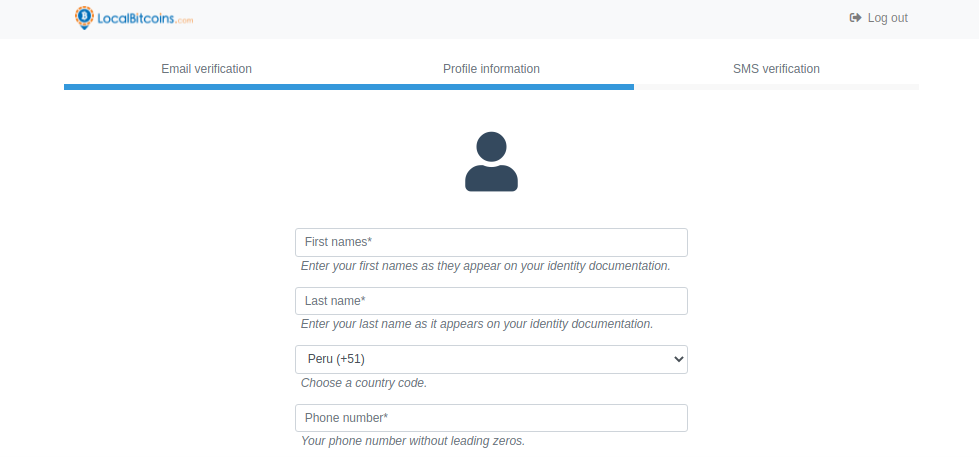 LocalBitcoins.com
Log out
Email verification
Profile information
SMS verification
First names*
Enter your first names as they appear on your identity documentation.
Last name*
Enter your last name as it appears on your identity documentation.
Peru (+51)
Choose a country code.
Phone number*
Your phone number without leading zeros.